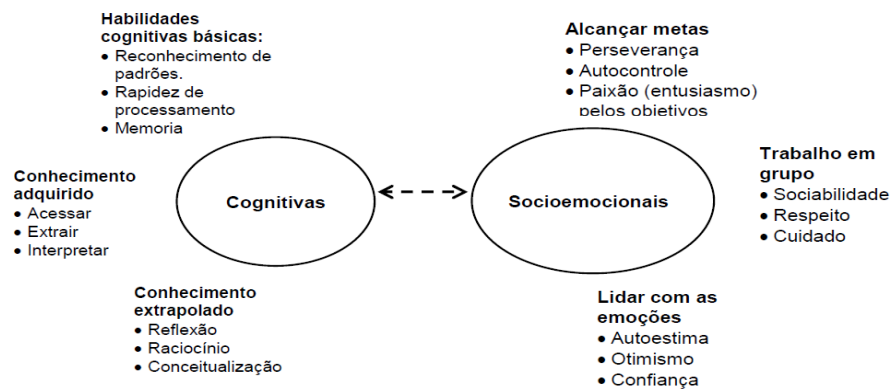 Habilidades
cognitivas básicas:
• Reconhecimento de
padrões.
• Rapidez de
processamento
• Memoria
Conhecimento
adquirido
• Acessar
• Extrair
• Interpretar
Cognitivas
Conhecimento
extrapolado
• Reflexão
• Raciocínio
• Conceitualização
Alcançar metas
• Perseverança
• Autocontrole
• Paixão (entusiasmo)
pelos objetivos
Socioemocionais
Trabalho em
grupo
• Sociabilidade
• Respeito
• Cuidado
Lidar com as
emoções
• Autoestima
• Otimismo
• Confiança